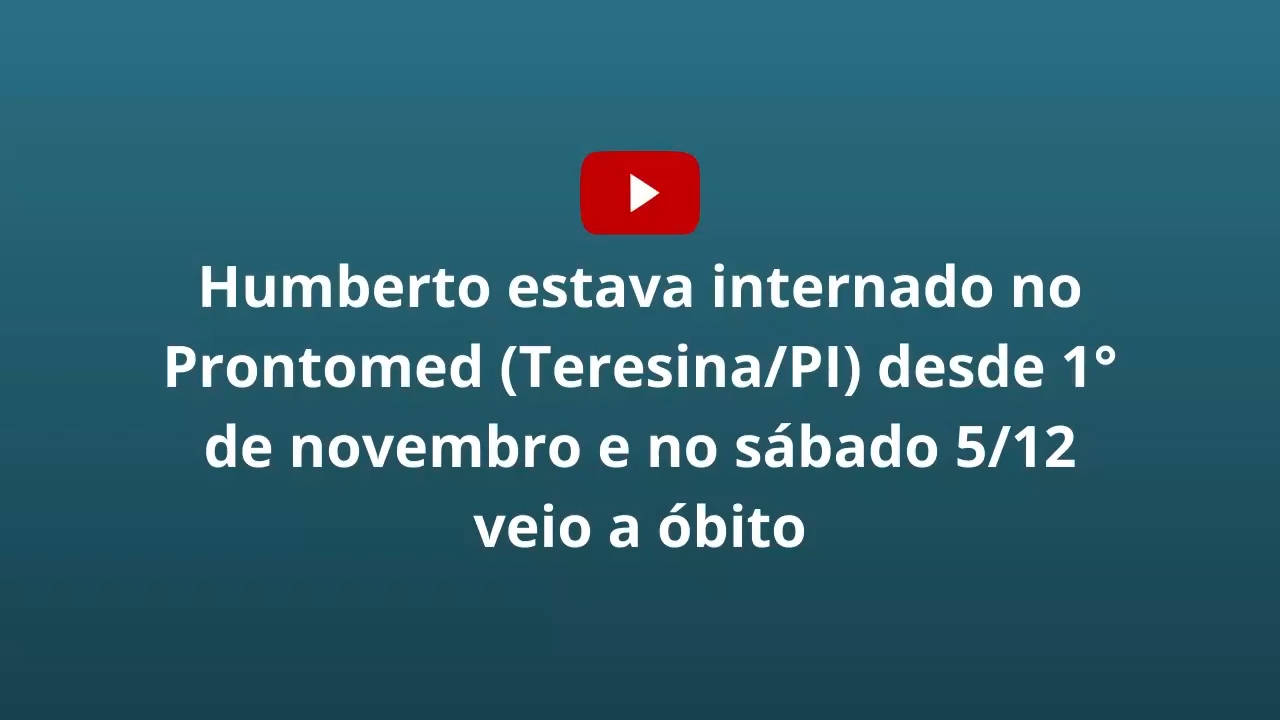 Humberto estava internado no
Prontomed (Teresina/PI) desde 1°
de novembro e no sábado 5/12
veio a óbito